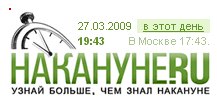 27.03.2009 в этот день
19:43 В Москве 17:43.
НАКАНУНЕ.RU
УЗНАЙ БОЛЬШЕ, ЧЕМ ЗНАЛ НАКАНУНЕ